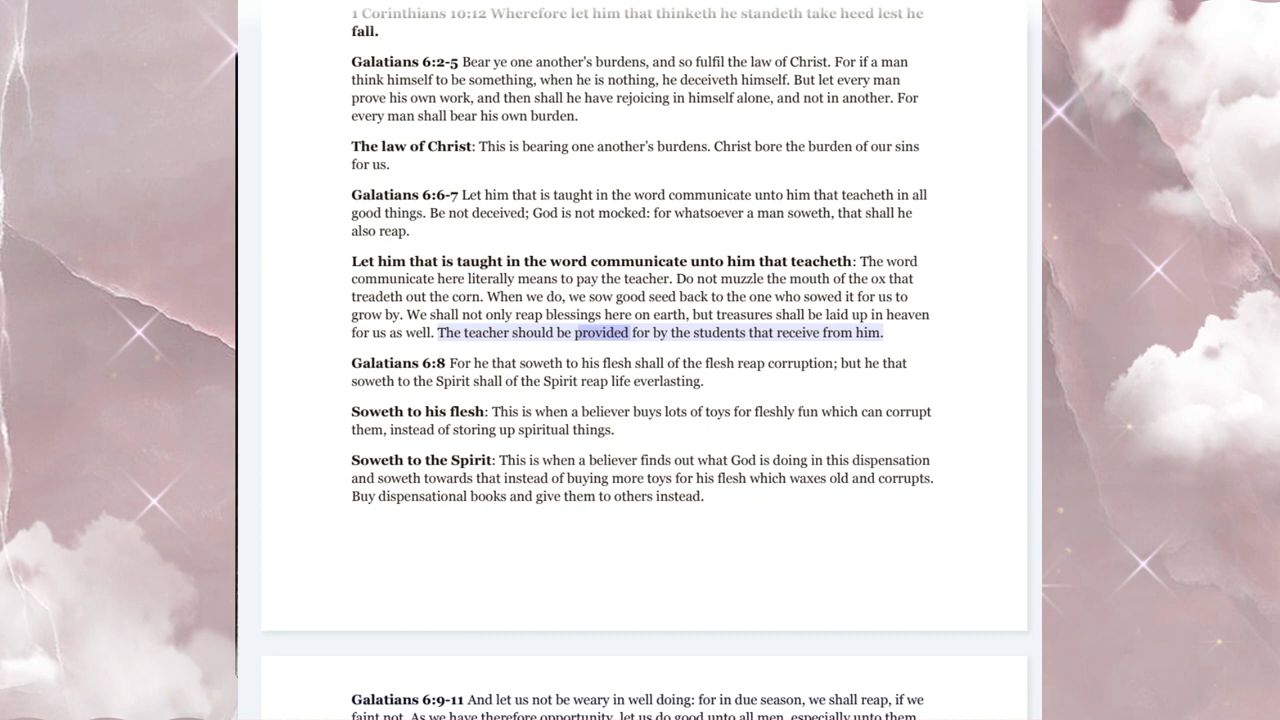 1 Corinthians 10:12 Wherefore let him that thinketh he standeth take heed lest he
fall.
Galatians 6:2-5 Bear ye one another's burdens, and so fulfil the law of Christ. For if a man
think himself to be something, when he is nothing, he deceiveth himself. But let every man
prove his own work, and then shall he have rejoicing in himself alone, and not in another. For
every man shall bear his own burden.
The law of Christ: This is bearing one another's burdens. Christ bore the burden of our sins
for us.
Galatians 6:6-7 Let him that is taught in the word communicate unto him that teacheth in all
good things. Be not deceived; God is not mocked: for whatsoever a man soweth, that shall he
also reap.
Let him that is taught in the word communicate unto him that teacheth: The word
communicate here literally means to pay the teacher. Do not muzzle the mouth of the ox that
treadeth out the corn. When we do, we sow good seed back to the one who sowed it for us to
grow by. We shall not only reap blessings here on earth, but treasures shall be laid up in heaven
for us as well. The teacher should be provided for by the students that receive from him.
Galatians 6:8 For he that soweth to his flesh shall of the flesh reap corruption; but he that
soweth to the Spirit shall of the Spirit reap life everlasting.
Soweth to his flesh: This is when a believer buys lots of toys for fleshly fun which can corrupt
them, instead of storing up spiritual things.
Soweth to the Spirit: This is when a believer finds out what God is doing in this dispensation
and soweth towards that instead of buying more toys for his flesh which waxes old and corrupts.
Buy dispensational books and give them to others instead.
Galatians 6:9-11 And let us not be weary in well doing: for in due season, we shall reap, if we
faint not. As we have therefore opportunity, let us do good unto all men, especially unto them